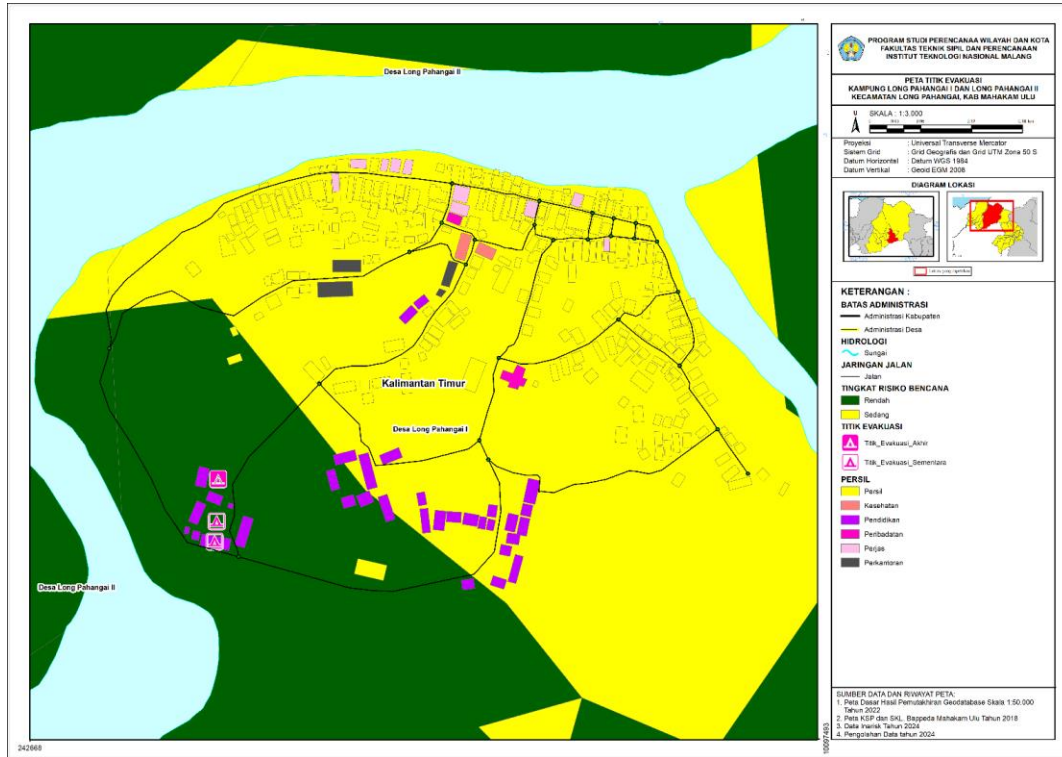 Desa Long Pahangai II
Kalimantan Timur
Desa Long Pahangai I
Desa Long Pahangai II
242668
10097493
PROGRAM STUDI PERENCANAA WILAYAH DAN KOTA
FAKULTAS TEKNIK SIPIL DAN PERENCANAAN
INSTITUT TEKNOLOGI NASIONAL MALANG
PETA TITIK EVAKUASI
KAMPUNG LONG PAHANGAI I DAN LONG PAHANGAI II
KECAMATAN LONG PAHANGAI, KAB MAHAKAM ULU
U
SKALA : 1:3.000
Proyeksi : Universal Transverse Mercator
Sistem Grid : Grid Geografis dan Grid UTM Zona 50 S
Datum Horizontal : Datum WGS 1984
Datum Vertikal : Geoid EGM 2008
DIAGRAM LOKASI
KETERANGAN :
BATAS ADMINISTRASI
Administrasi Kabupaten
Administrasi Desa
HIDROLOGI
Sungai
JARINGAN JALAN
Jalan
TINGKAT RISIKO BENCANA
Rendah
Sedang
TITIK EVAKUASI
Titik_Evakuasi_Akhir
Titik_Evakuasi_Sementara
PERSIL
Persil
Kesehatan
Pendidikan
Peribadatan
Perjas
Perkantoran
SUMBER DATA DAN RIWAYAT PETA:
1. Peta Dasar Hasil Pemutakhiran Geodatabase Skala 1:50.000
Tahun 2022
2. Peta KSP dan SKL, Bappeda Mahakam Ulu Tahun 2018
3. Data Inarisk Tahun 2024
4. Pengolahan Data tahun 2024